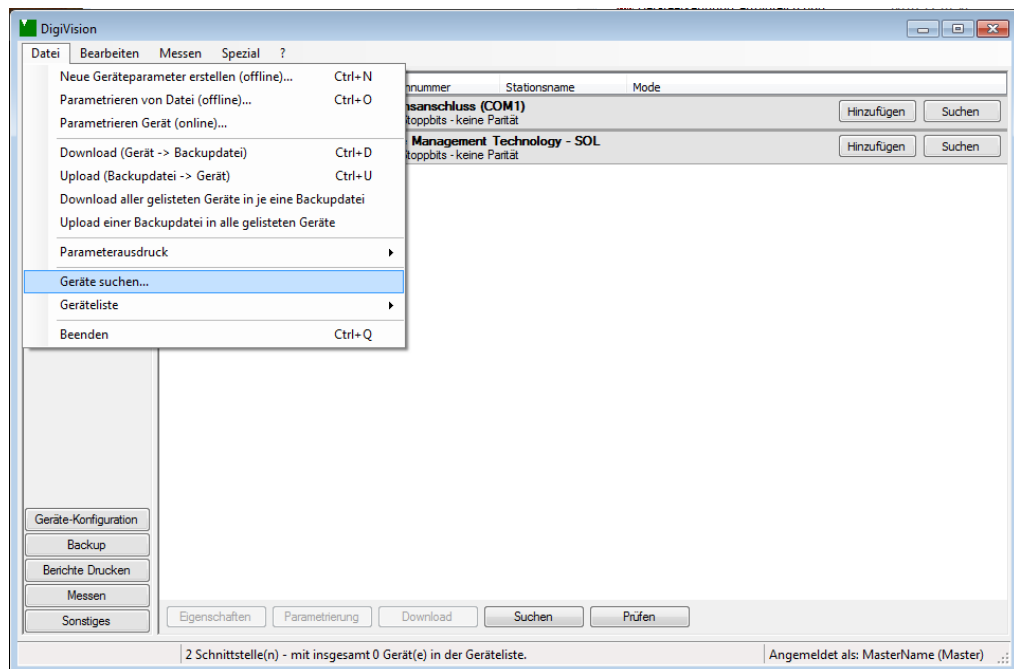 DigiVision
Datei Bearbeiten Messen Spezial ?
Neue Geräteparameter erstellen (offline)... Ctrl+N
Parametrieren von Datei (offline)... Ctrl+O
Parametrieren Gerät (online)...
Download (Gerät -> Backupdatei) Ctrl+D
Upload (Backupdatei -> Gerät) Ctrl+U
Download aller gelisteten Geräte in je eine Backupdatei
Upload einer Backupdatei in alle gelisteten Geräte
Parameterausdruck
Geräte suchen...
Geräteliste
Beenden Ctrl+Q
Stationsname Mode
(COM1)
- keine Parität
Hinzufügen Suchen
Management Technology - SOL
- keine Parität
Hinzufügen Suchen
Geräte-Konfiguration
Backup
Berichte Drucken
Messen
Sonstiges
Eigenschaften Parametrierung Download Suchen Prüfen
2 Schnittstelle(n) - mit insgesamt 0 Gerät(e) in der Geräteliste. Angemeldet als: MasterName (Master)